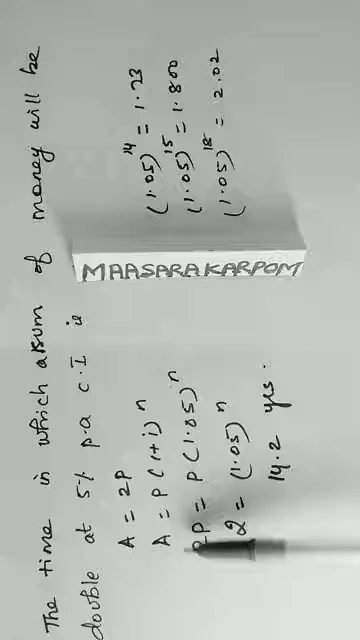 The time in which a sum of money will be
double at 5% p.a C.I is
A = 2P
A = P(1+i)^n
2P = P(1.05)^n
2 = (1.05)^n
14.2 yrs.
MAASARAKARPOM
(1.05)^14 = 1.93
(1.05)^15 = 1.800
(1.05)^18 = 2.02